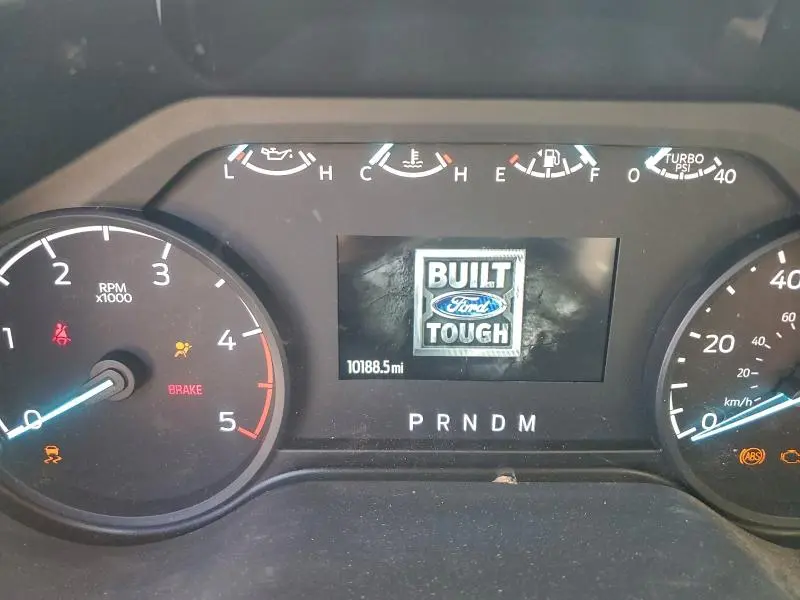 L H
C H
E F
0 TURBO PSI 40
BUILT
Ford
TOUGH
10188.5 mi
P R N D M
0 1 2 3 4 5
RPM
x1000
BRAKE
0 20 40
20 40 60
km/h
ABS